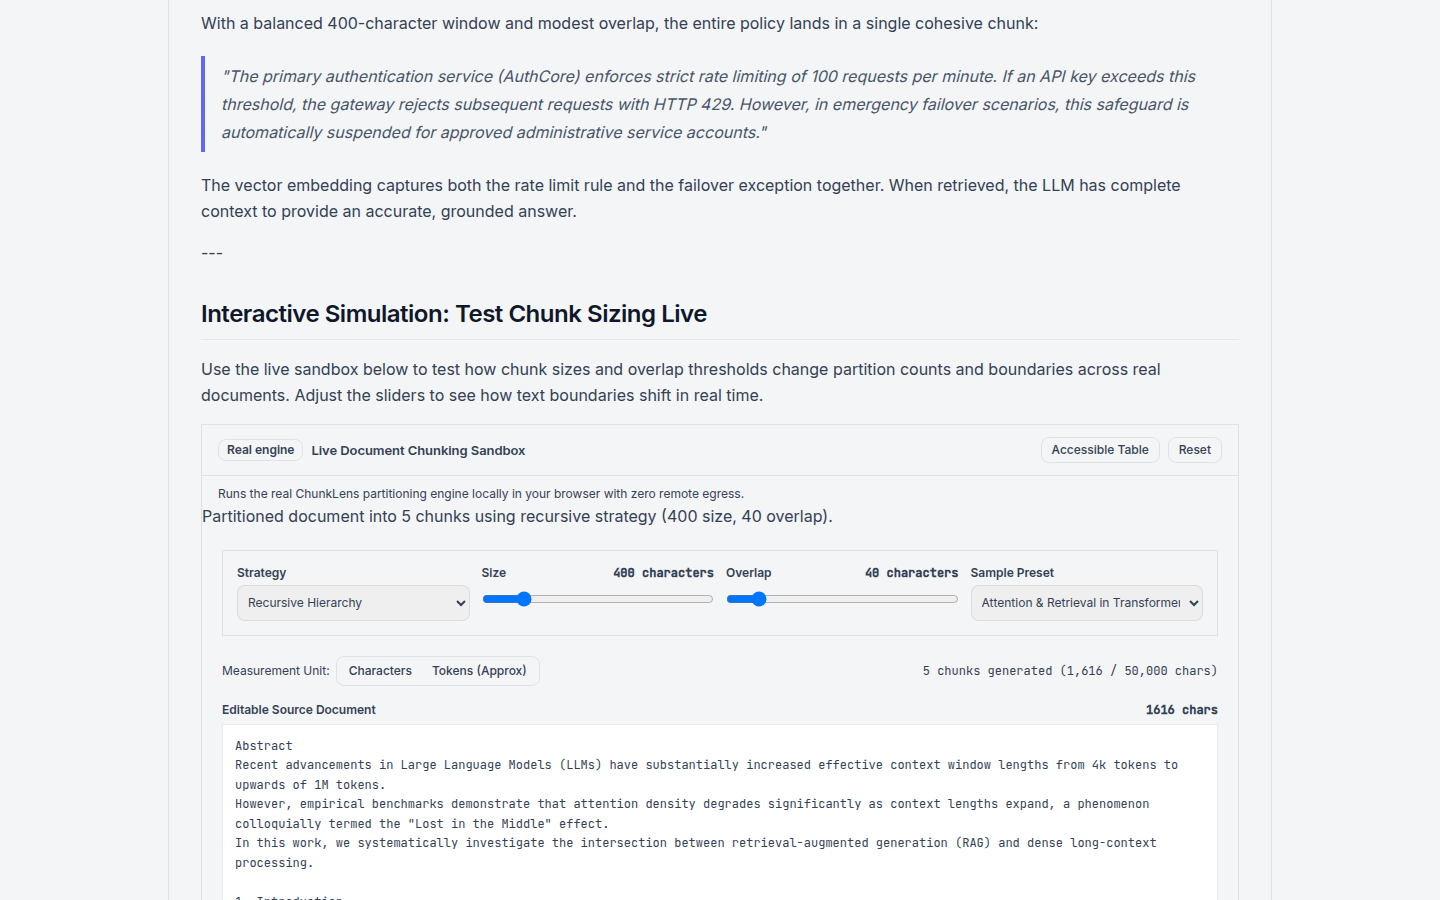 With a balanced 400-character window and modest overlap, the entire policy lands in a single cohesive chunk:
"The primary authentication service (AuthCore) enforces strict rate limiting of 100 requests per minute. If an API key exceeds this
threshold, the gateway rejects subsequent requests with HTTP 429. However, in emergency failover scenarios, this safeguard is
automatically suspended for approved administrative service accounts."
The vector embedding captures both the rate limit rule and the failover exception together. When retrieved, the LLM has complete
context to provide an accurate, grounded answer.
---
Interactive Simulation: Test Chunk Sizing Live
Use the live sandbox below to test how chunk sizes and overlap thresholds change partition counts and boundaries across real
documents. Adjust the sliders to see how text boundaries shift in real time.
Real engine Live Document Chunking Sandbox Accessible Table Reset
Runs the real ChunkLens partitioning engine locally in your browser with zero remote egress.
Partitioned document into 5 chunks using recursive strategy (400 size, 40 overlap).
Strategy Size 400 characters Overlap 40 characters Sample Preset
Recursive Hierarchy Attention & Retrieval in Transformer
Measurement Unit: Characters Tokens (Approx) 5 chunks generated (1,616 / 50,000 chars)
Editable Source Document 1616 chars
Abstract
Recent advancements in Large Language Models (LLMs) have substantially increased effective context window lengths from 4k tokens to
upwards of 1M tokens.
However, empirical benchmarks demonstrate that attention density degrades significantly as context lengths expand, a phenomenon
colloquially termed the "Lost in the Middle" effect.
In this work, we systematically investigate the intersection between retrieval-augmented generation (RAG) and dense long-context
processing.
1. Introduction